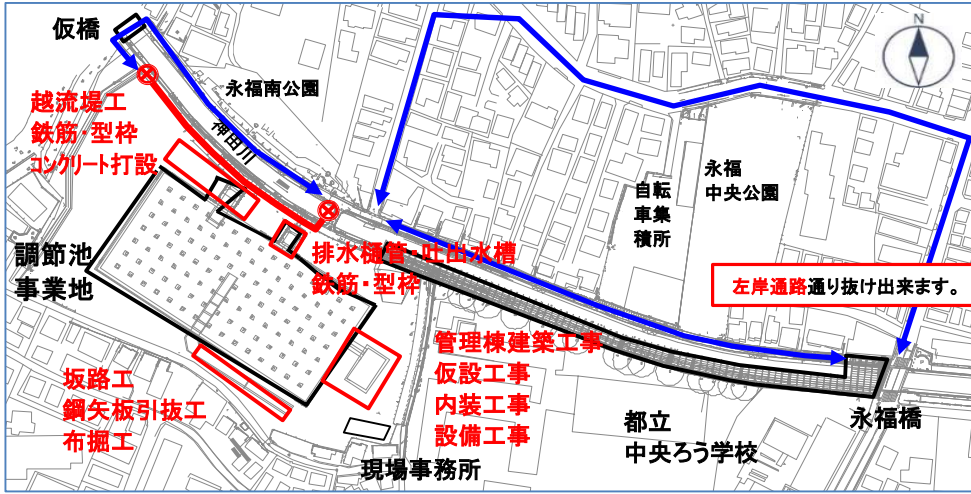 仮橋
N
永福南公園
越流堤工
鉄筋・型枠
コンクリート打設
神田川
永福
中央公園
自転
車集
積所
調節池
事業地
排水樋管・吐出水槽
鉄筋・型枠
左岸通路通り抜け出来ます。
管理棟建築工事
仮設工事
内装工事
設備工事
坂路工
鋼矢板引抜工
布掘工
都立
中央ろう学校
永福橋
現場事務所